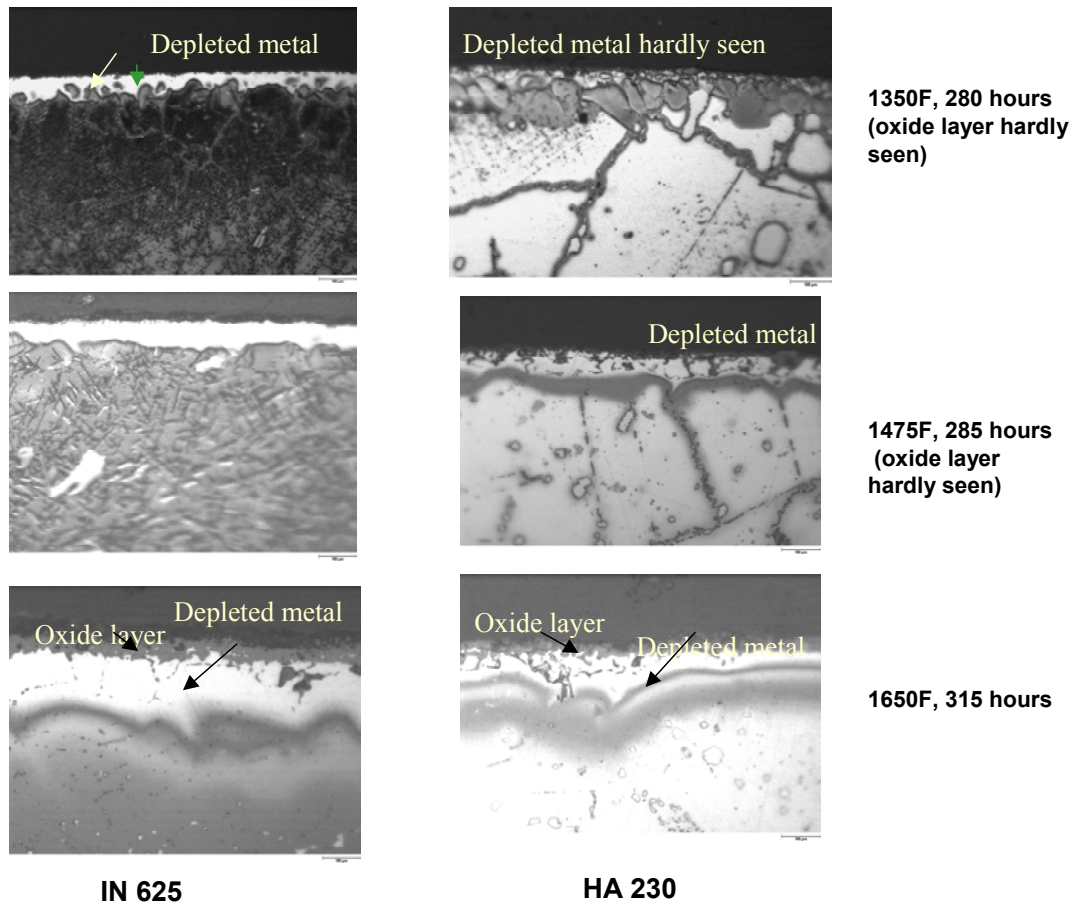 Depleted metal
Depleted metal hardly seen
1350F, 280 hours
(oxide layer hardly
seen)
Depleted metal
1475F, 285 hours
(oxide layer
hardly seen)
Depleted metal
Oxide layer
Oxide layer
Depleted metal
1650F, 315 hours
IN 625
HA 230